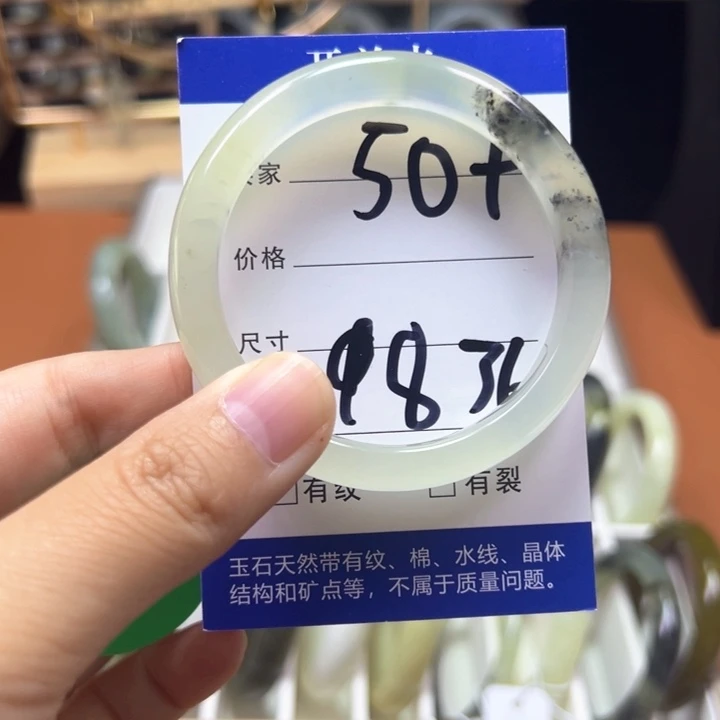 家 50+
价格
尺寸
98 36
有纹 有裂
玉石天然带有纹、棉、水线、晶体
结构和矿点等，不属于质量问题。